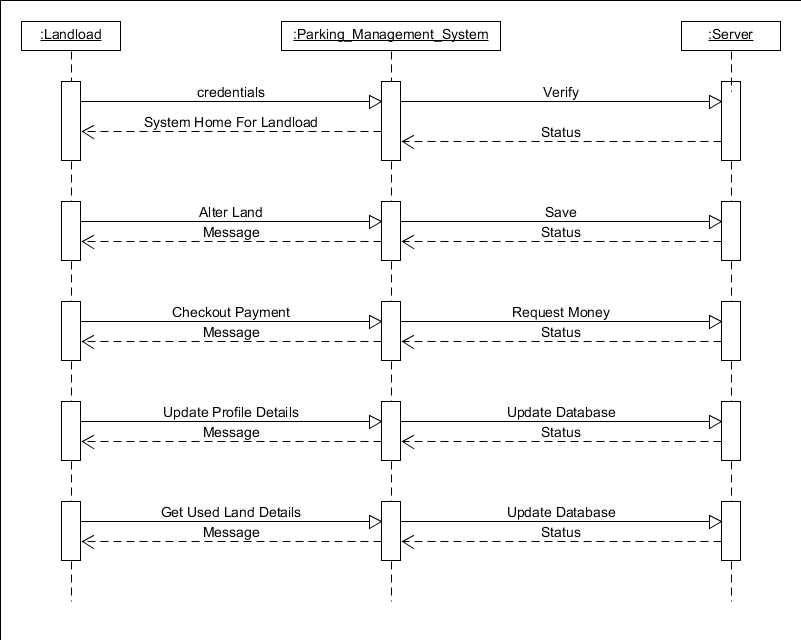 :Landload :Parking_Management_System :Server
credentials Verify
System Home For Landload Status
Alter Land Save
Message Status
Checkout Payment Request Money
Message Status
Update Profile Details Update Database
Message Status
Get Used Land Details Update Database
Message Status